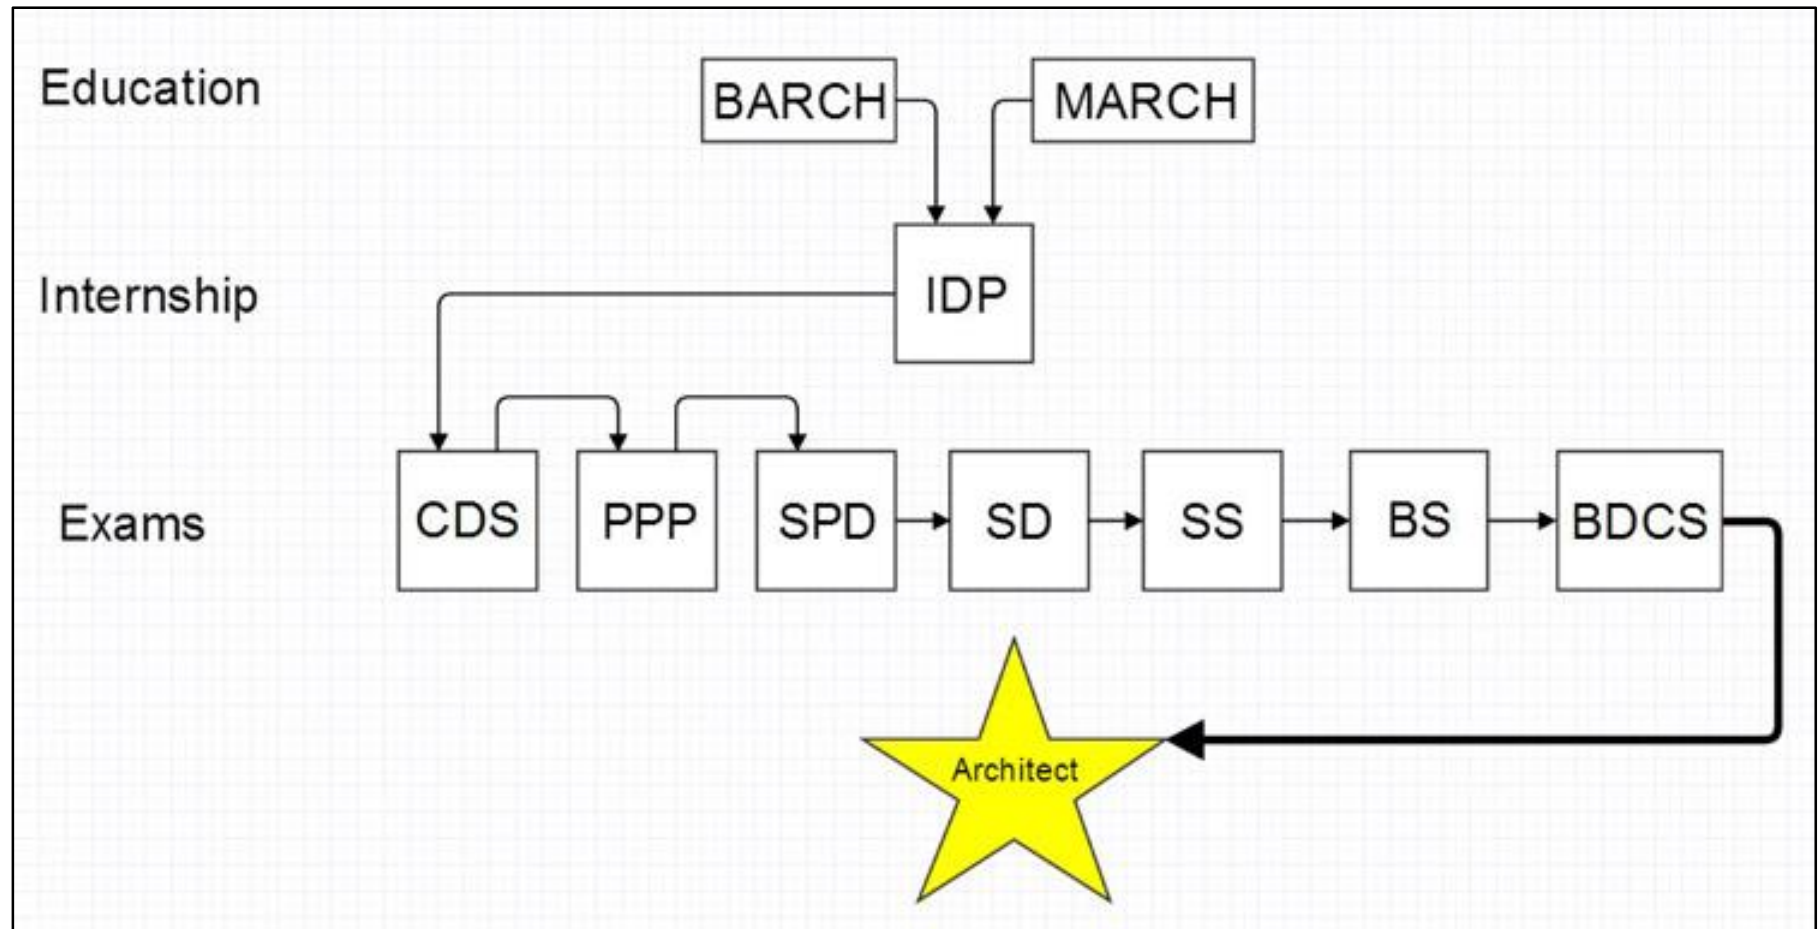 Education
BARCH
MARCH
Internship
IDP
Exams
CDS
PPP
SPD
SD
SS
BS
BDCS
Architect